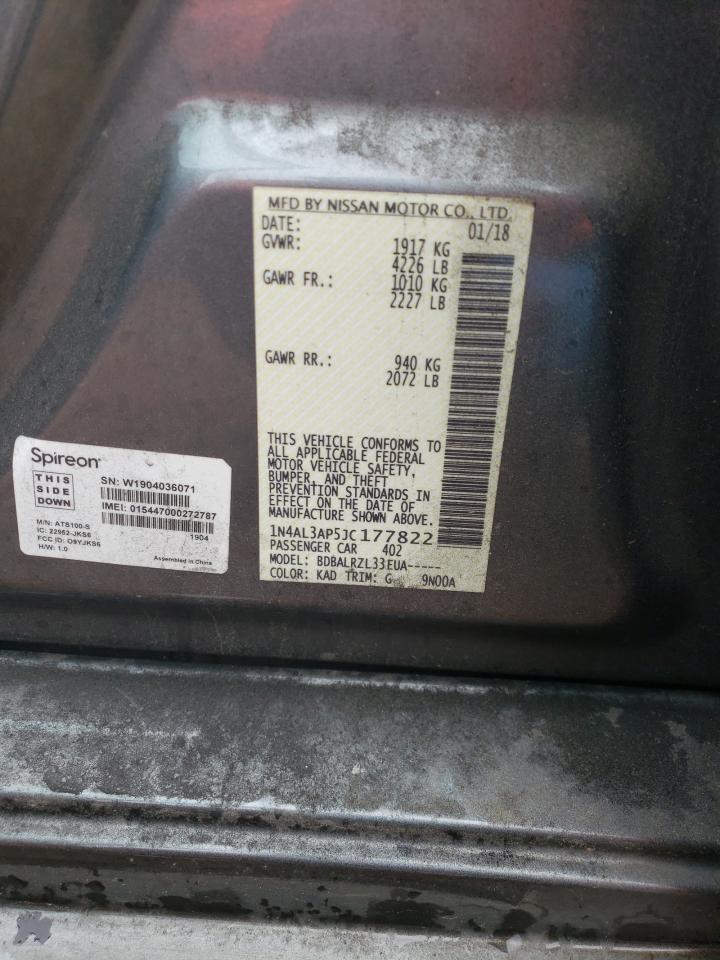 MFD BY NISSAN MOTOR CO., LTD.
DATE: 01/18
GVWR: 1917 KG
4226 LB
GAWR FR.: 1010 KG
2227 LB
GAWR RR.: 940 KG
2072 LB
THIS VEHICLE CONFORMS TO
ALL APPLICABLE FEDERAL
MOTOR VEHICLE SAFETY,
BUMPER, AND THEFT
PREVENTION STANDARDS IN
EFFECT ON THE DATE OF
MANUFACTURE SHOWN ABOVE.
1N4AL3AP5JC177822
PASSENGER CAR 402
MODEL: BDBALRZL33EUA-----
COLOR: KAD TRIM: G 9N00A
Spireon
THIS
SIDE
DOWN
SN: W1904036071
IMEI: 015447000272787
1904
M/N: ATS100-S
IC: 22952-JKS6
FCC ID: O9YJKS6
H/W: 1.0
Assembled in China